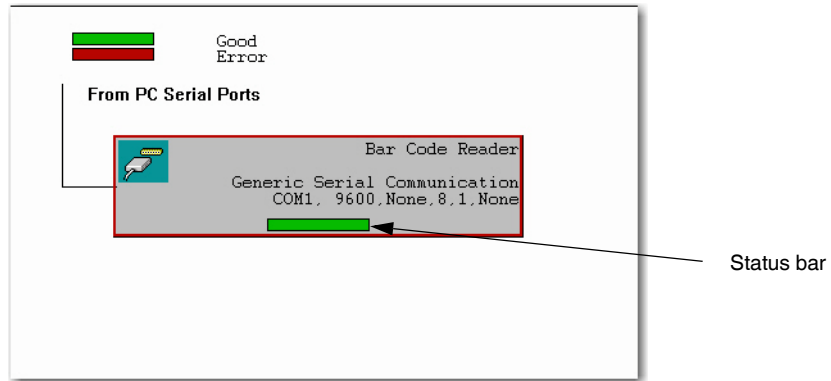 Good
Error
From PC Serial Ports
Bar Code Reader
Generic Serial Communication
COM1, 9600,None,8,1,None
Status bar